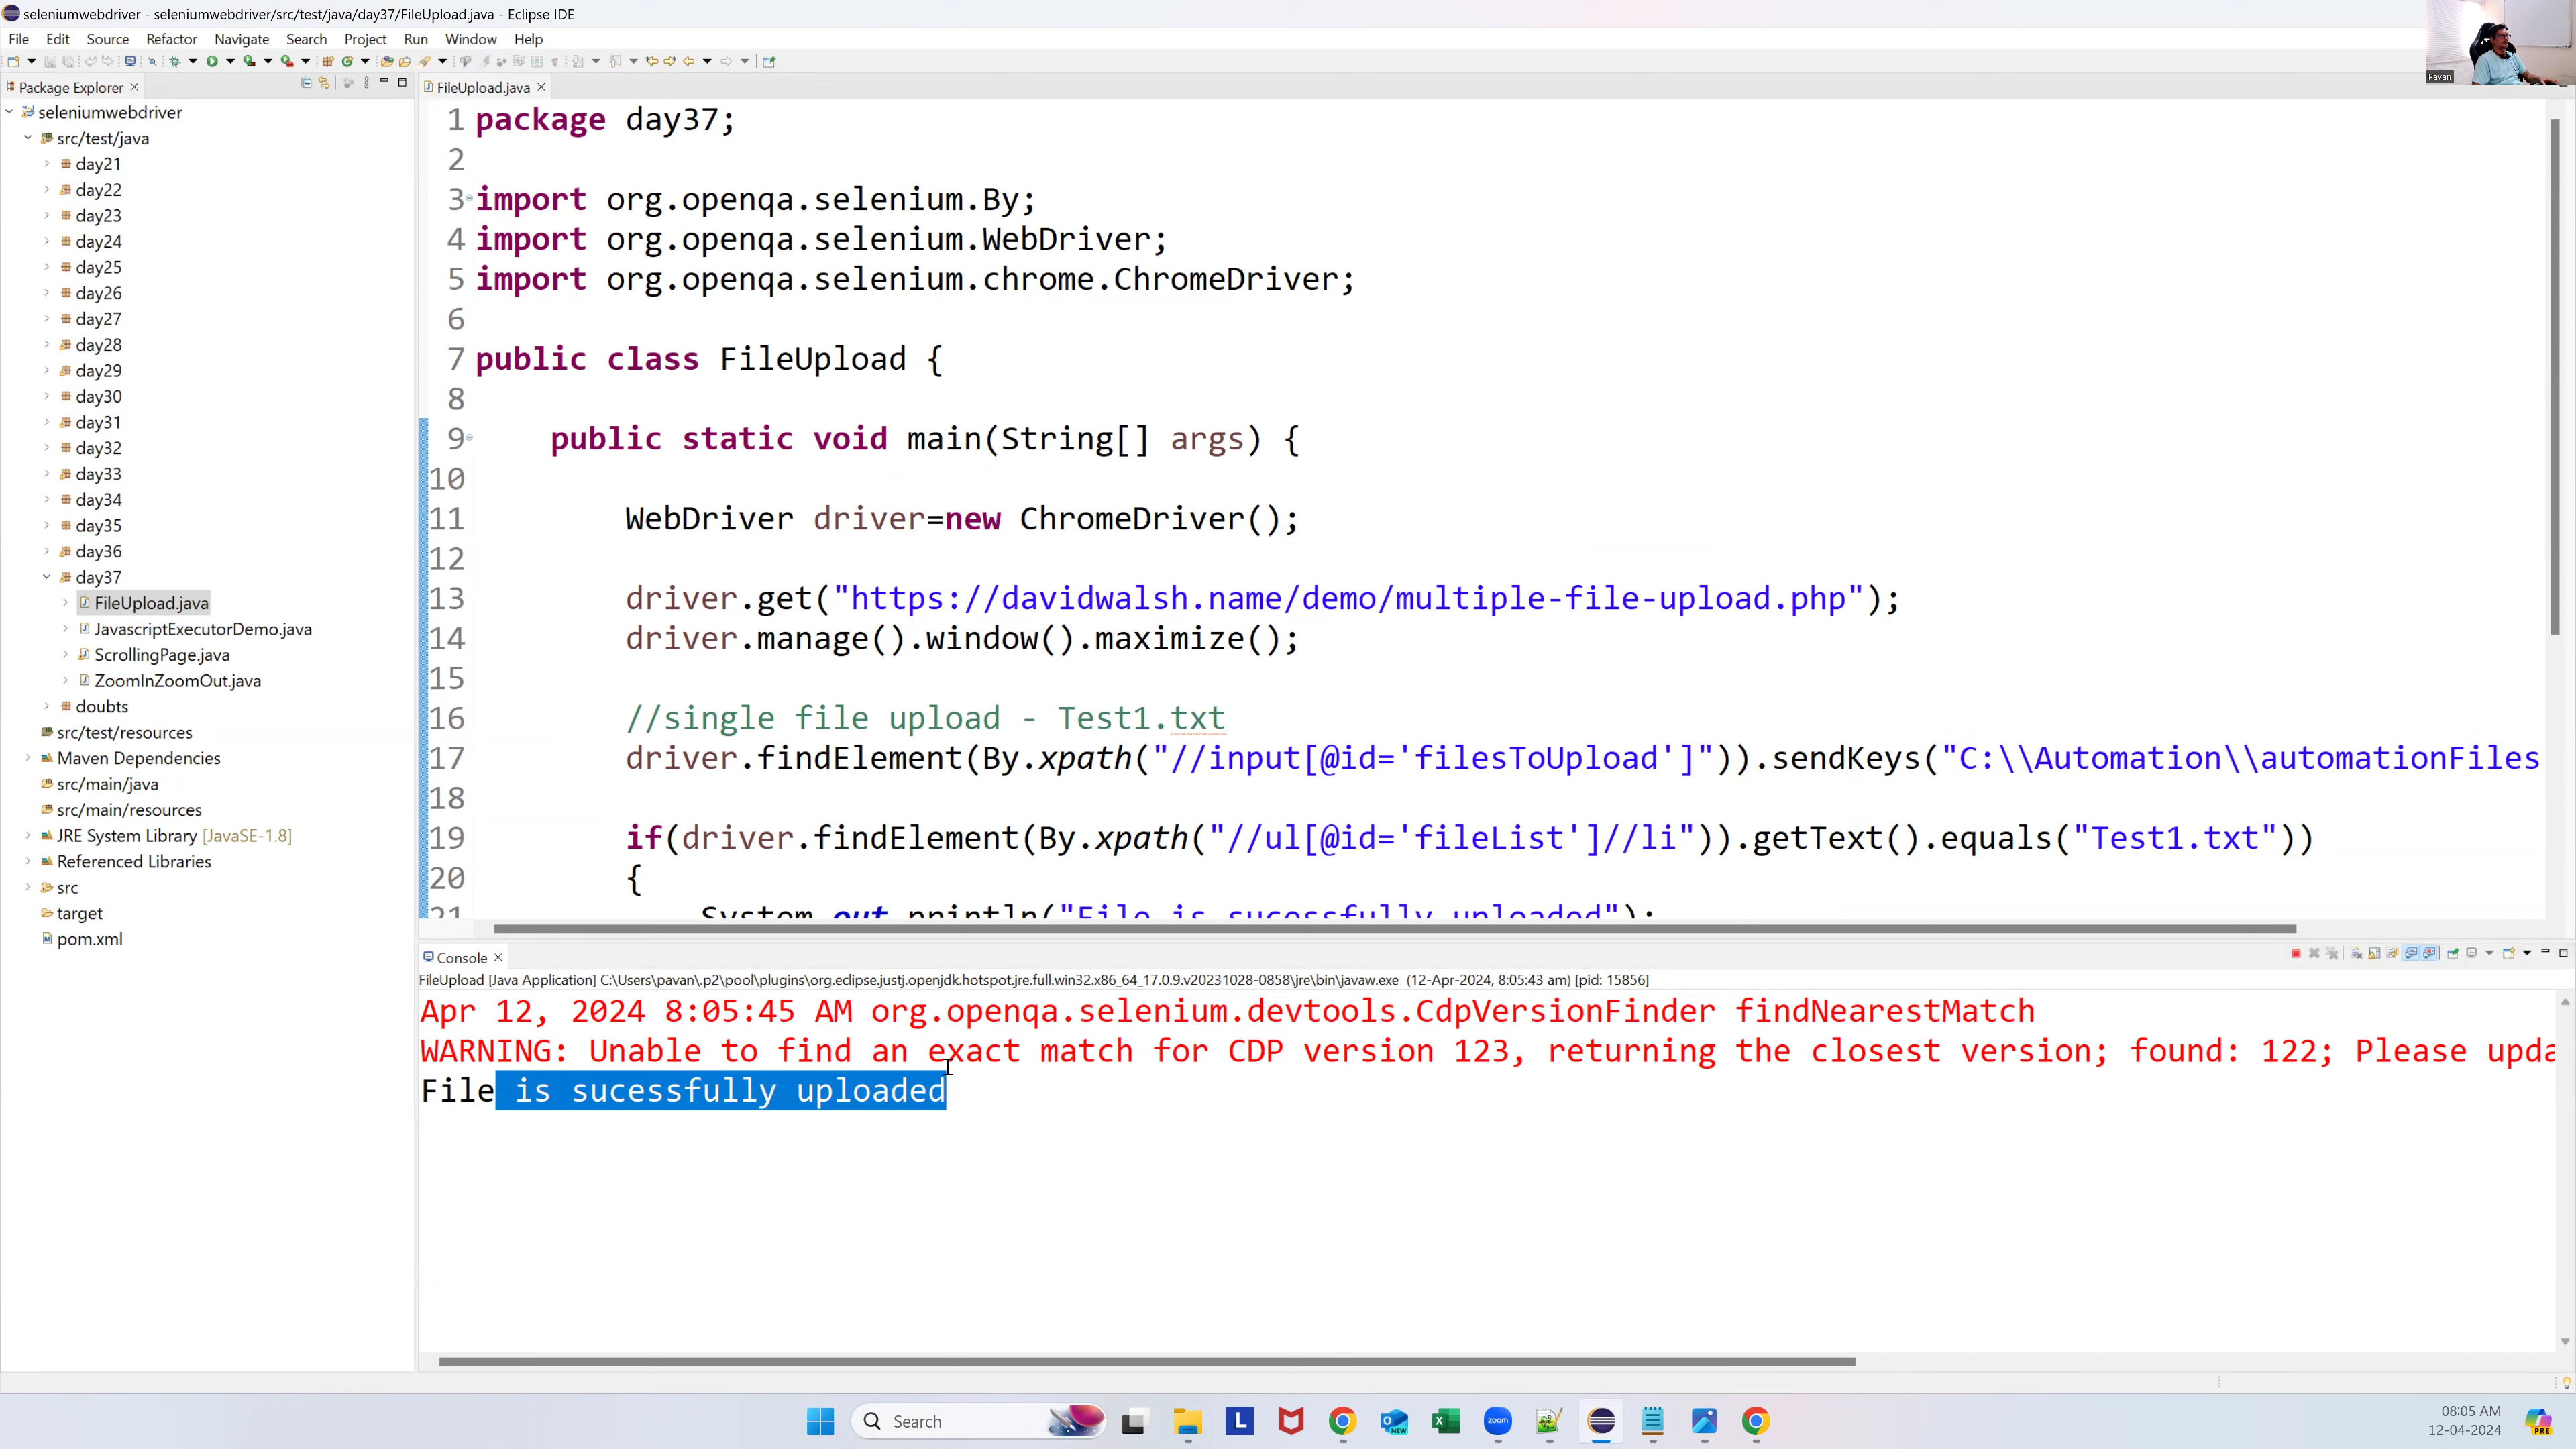 seleniumwebdriver - seleniumwebdriver/src/test/java/day37/FileUpload.java - Eclipse IDE
File Edit Source Refactor Navigate Search Project Run Window Help
Pavan
Package Explorer
FileUpload.java
seleniumwebdriver
src/test/java
day21
day22
day23
day24
day25
day26
day27
day28
day29
day30
day31
day32
day33
day34
day35
day36
day37
FileUpload.java
JavascriptExecutorDemo.java
ScrollingPage.java
ZoomInZoomOut.java
doubts
src/test/resources
Maven Dependencies
src/main/java
src/main/resources
JRE System Library [JavaSE-1.8]
Referenced Libraries
src
target
pom.xml
1 package day37;
2
3 import org.openqa.selenium.By;
4 import org.openqa.selenium.WebDriver;
5 import org.openqa.selenium.chrome.ChromeDriver;
6
7 public class FileUpload {
8
9 public static void main(String[] args) {
10
11 WebDriver driver=new ChromeDriver();
12
13 driver.get("https://davidwalsh.name/demo/multiple-file-upload.php");
14 driver.manage().window().maximize();
15
16 //single file upload - Test1.txt
17 driver.findElement(By.xpath("//input[@id='filesToUpload']")).sendKeys("C:\\Automation\\automationFiles
18
19 if(driver.findElement(By.xpath("//ul[@id='fileList']//li")).getText().equals("Test1.txt"))
20 {
21 System.out.println("File is sucessfully uploaded");
Console
FileUpload [Java Application] C:\Users\pavan\.p2\pool\plugins\org.eclipse.justj.openjdk.hotspot.jre.full.win32.x86_64_17.0.9.v20231028-0858\jre\bin\javaw.exe (12-Apr-2024, 8:05:43 am) [pid: 15856]
Apr 12, 2024 8:05:45 AM org.openqa.selenium.devtools.CdpVersionFinder findNearestMatch
WARNING: Unable to find an exact match for CDP version 123, returning the closest version; found: 122; Please upda
File is sucessfully uploaded
Search
L
zoom
NEW
08:05 AM
12-04-2024
PRE